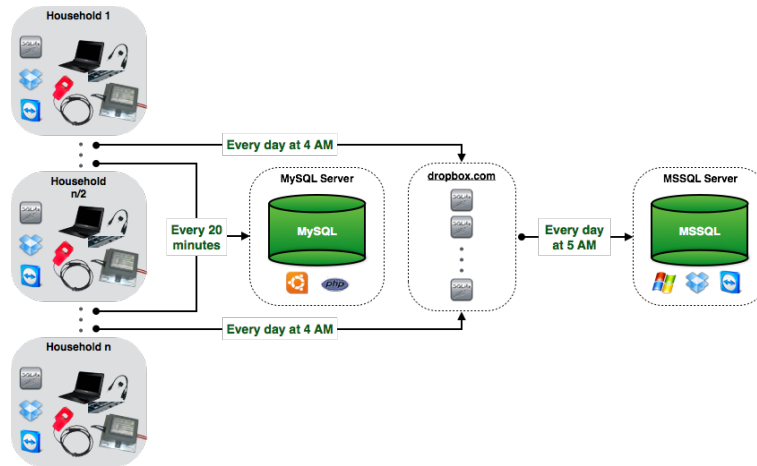 Household 1
Every day at 4 AM
Household
n/2
MySQL Server
MySQL
php
Every 20
minutes
dropbox.com
Every day
at 5 AM
MSSQL Server
MSSQL
Every day at 4 AM
Household n